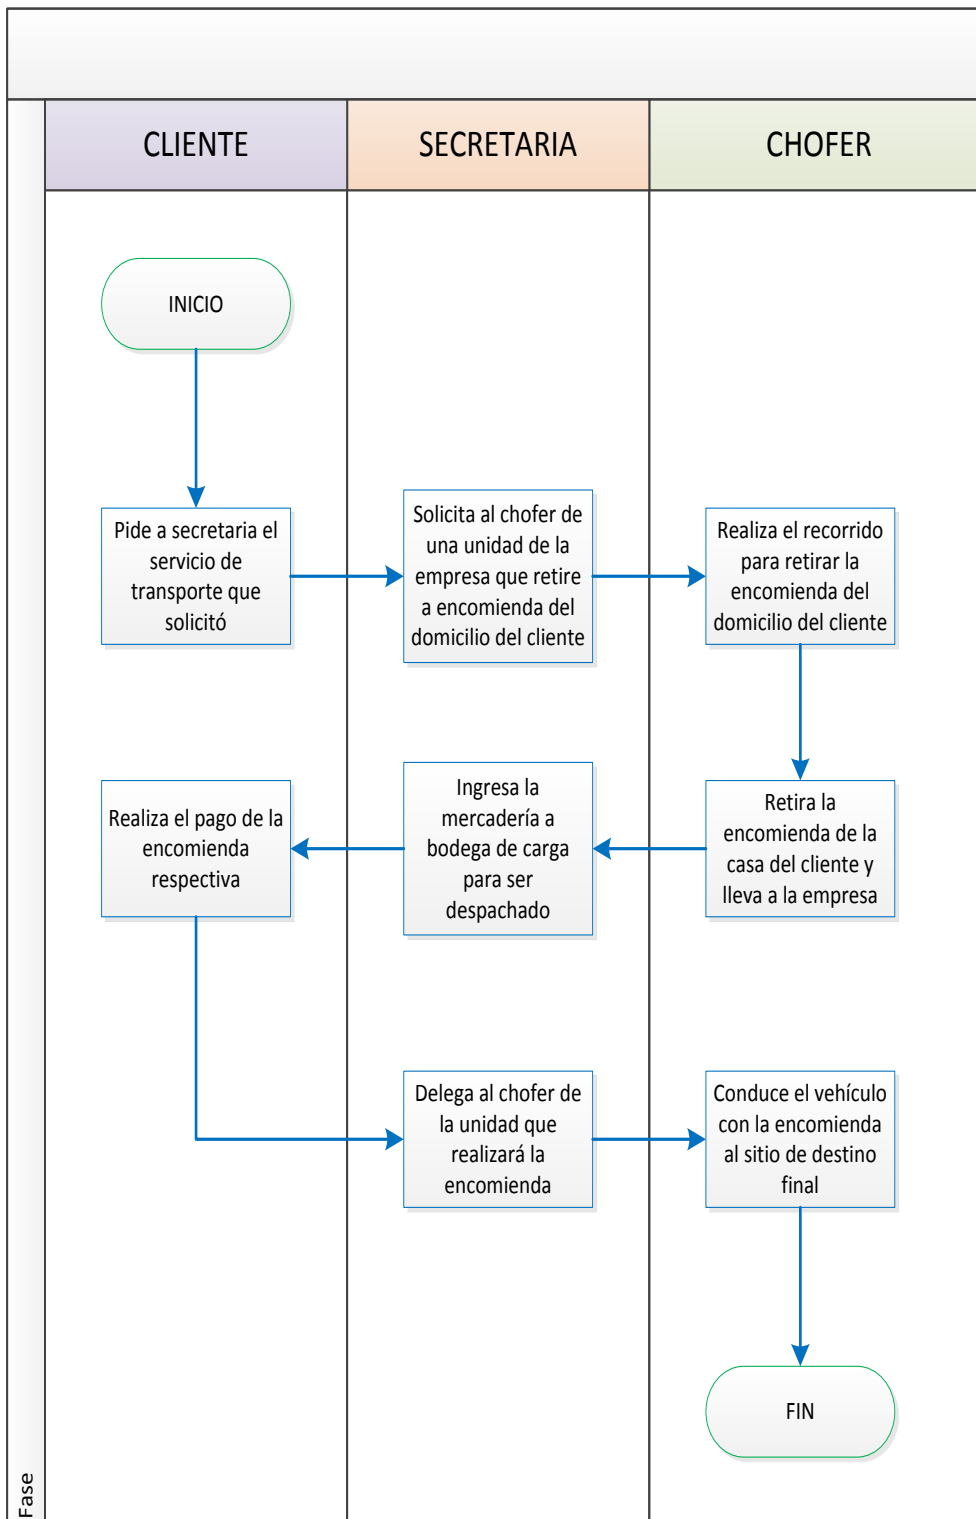 CLIENTE
SECRETARIA
CHOFER
INICIO
Pide a secretaria el
servicio de
transporte que
solicitó
Solicita al chofer de
una unidad de la
empresa que retire
a encomienda del
domicilio del cliente
Realiza el recorrido
para retirar la
encomienda del
domicilio del cliente
Realiza el pago de la
encomienda
respectiva
Ingresa la
mercadería a
bodega de carga
para ser
despachado
Retira la
encomienda de la
casa del cliente y
lleva a la empresa
Delega al chofer de
la unidad que
realizará la
encomienda
Conduce el vehículo
con la encomienda
al sitio de destino
final
FIN
Fase